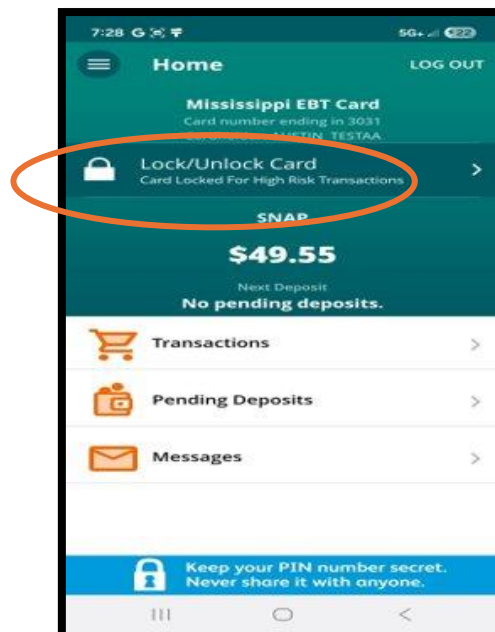 7:28 G
5G+ 22
Home
LOG OUT
Mississippi EBT Card
Card number ending in 3031
AUSTIN TESTAA
Lock/Unlock Card
Card Locked For High Risk Transactions
SNAP
$49.55
Next Deposit
No pending deposits.
Transactions
Pending Deposits
Messages
Keep your PIN number secret.
Never share it with anyone.